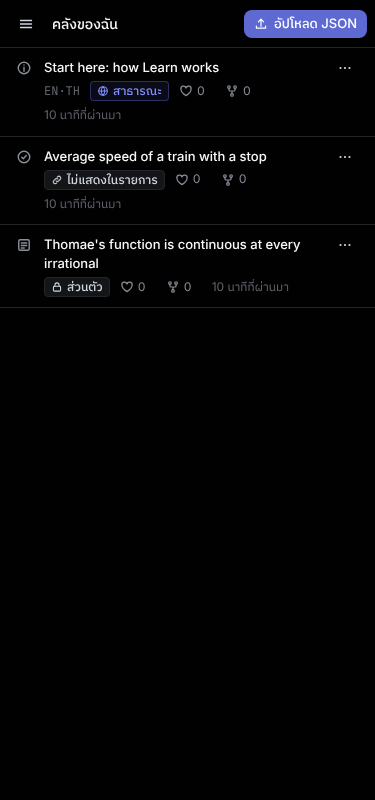 คลังของฉัน
อัปโหลด JSON
Start here: how Learn works
EN·TH สาธารณะ 0 0
10 นาทีที่ผ่านมา
Average speed of a train with a stop
ไม่แสดงในรายการ 0 0
10 นาทีที่ผ่านมา
Thomae's function is continuous at every
irrational
ส่วนตัว 0 0 10 นาทีที่ผ่านมา